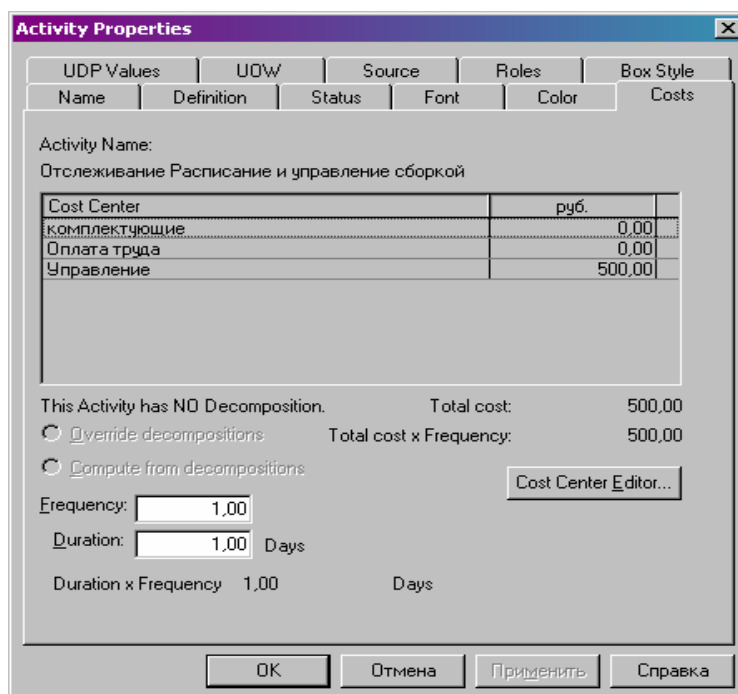 Activity Properties
UDP Values UOW Source Roles Box Style
Name Definition Status Font Color Costs
Activity Name:
Отслеживание Расписание и управление сборкой
Cost Center руб.
комплектующие 0,00
Оплата труда 0,00
Управление 500,00
This Activity has NO Decomposition. Total cost: 500,00
Override decompositions Total cost x Frequency: 500,00
Compute from decompositions
Cost Center Editor...
Frequency: 1,00
Duration: 1,00 Days
Duration x Frequency 1,00 Days
OK Отмена Применить Справка